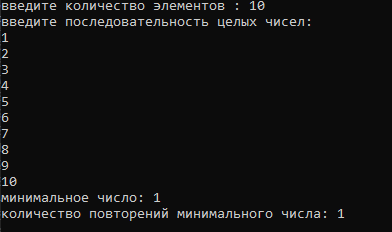 введите количество элементов : 10
введите последовательность целых чисел:
1
2
3
4
5
6
7
8
9
10
минимальное число: 1
количество повторений минимального числа: 1